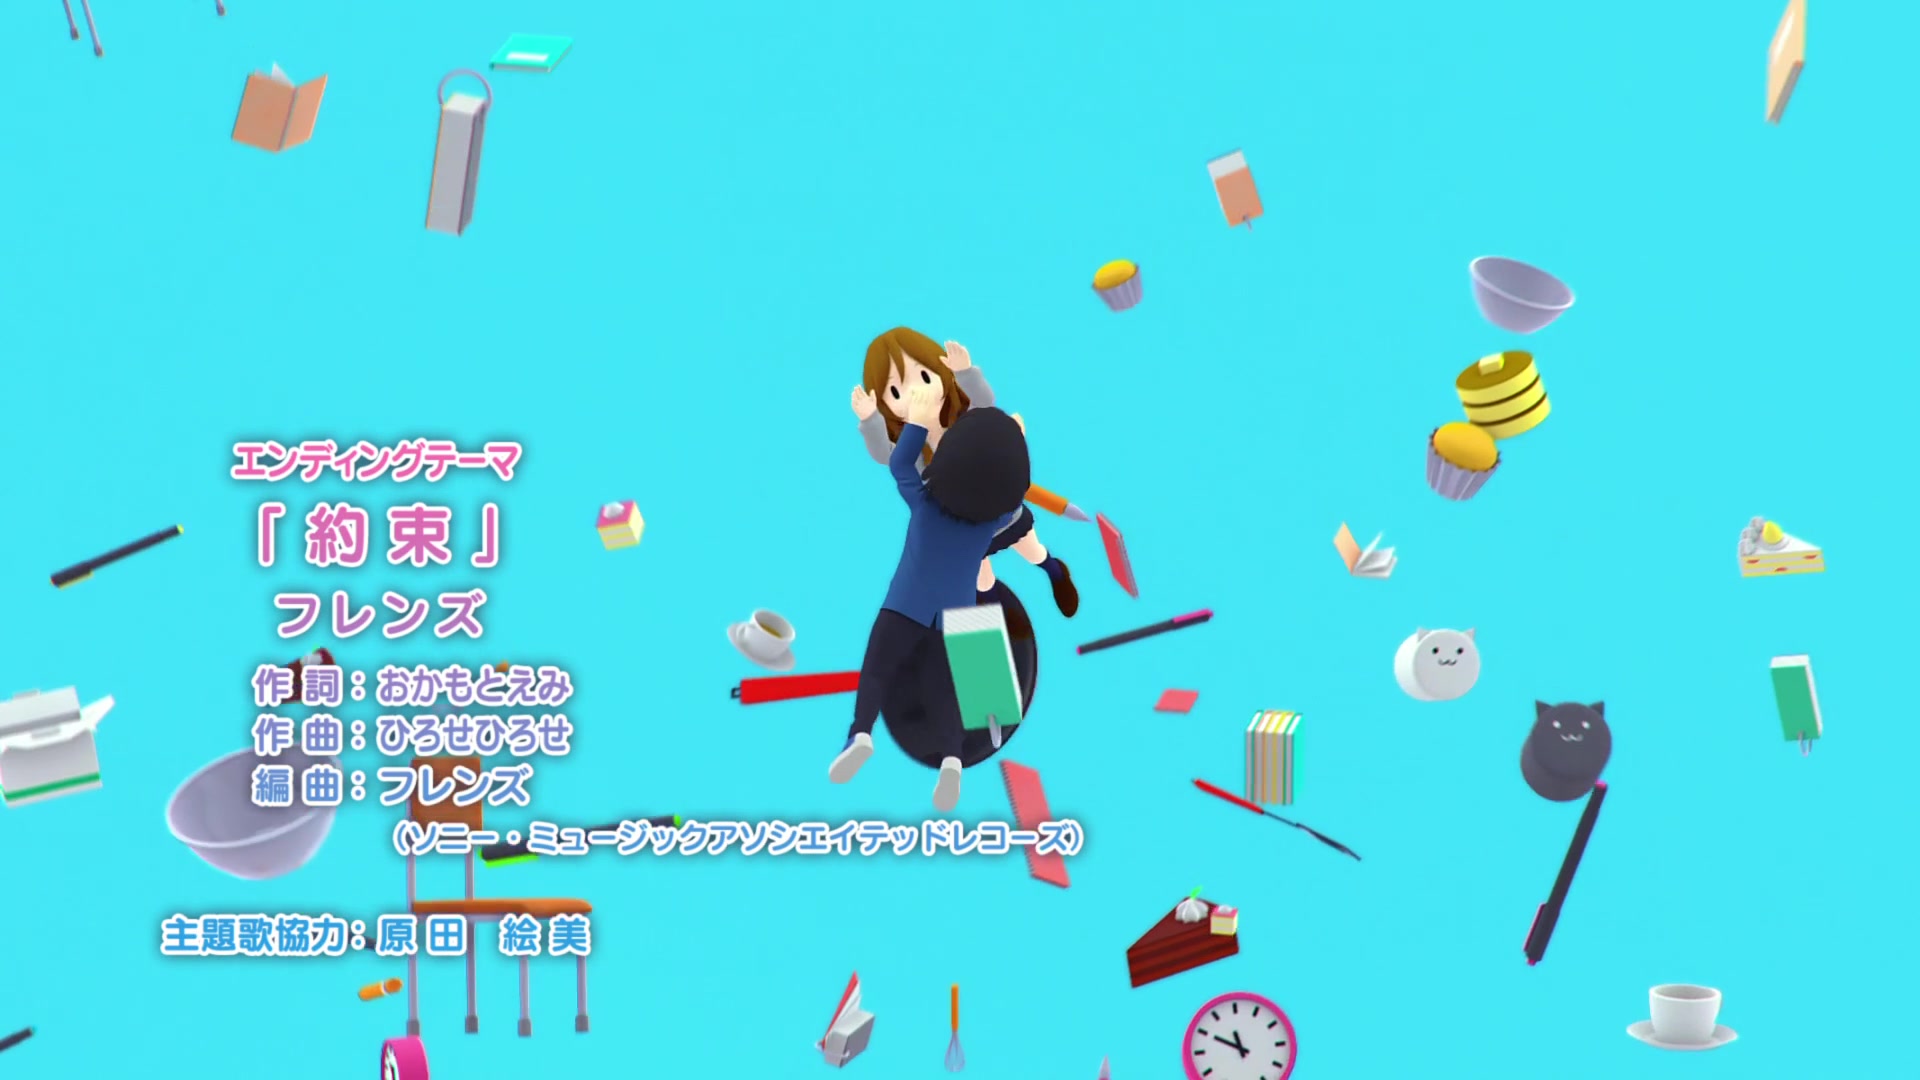 エンディングテーマ
「約束」
フレンズ
作詞：おかもとえみ
作曲：ひろせひろせ
編曲：フレンズ
（ソニー・ミュージックアソシエイテッドレコーズ）
主題歌協力：原田 絵美